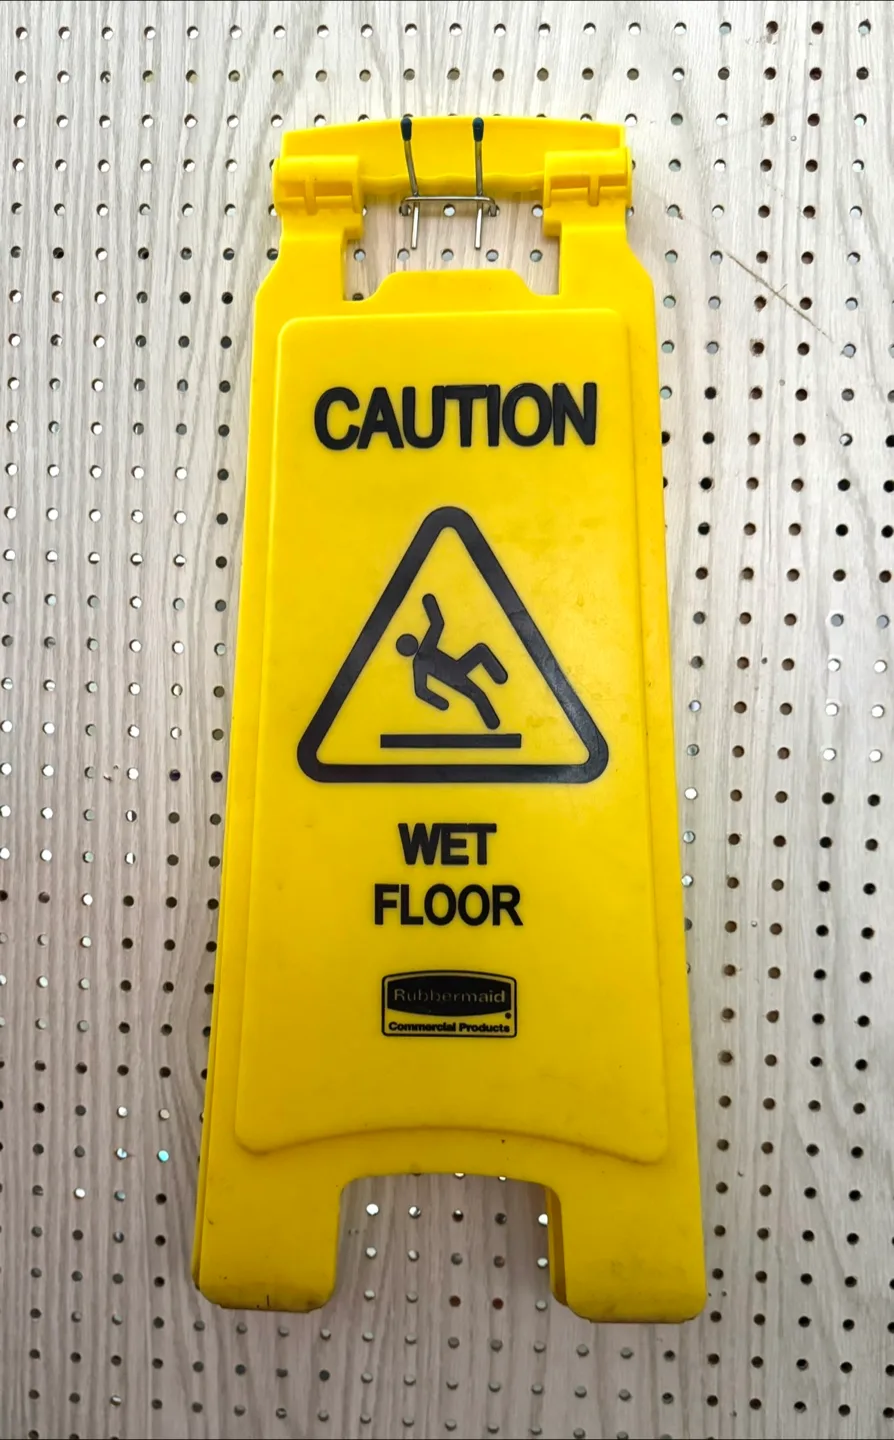 CAUTION
WET
FLOOR
Rubbermaid
Commercial Products